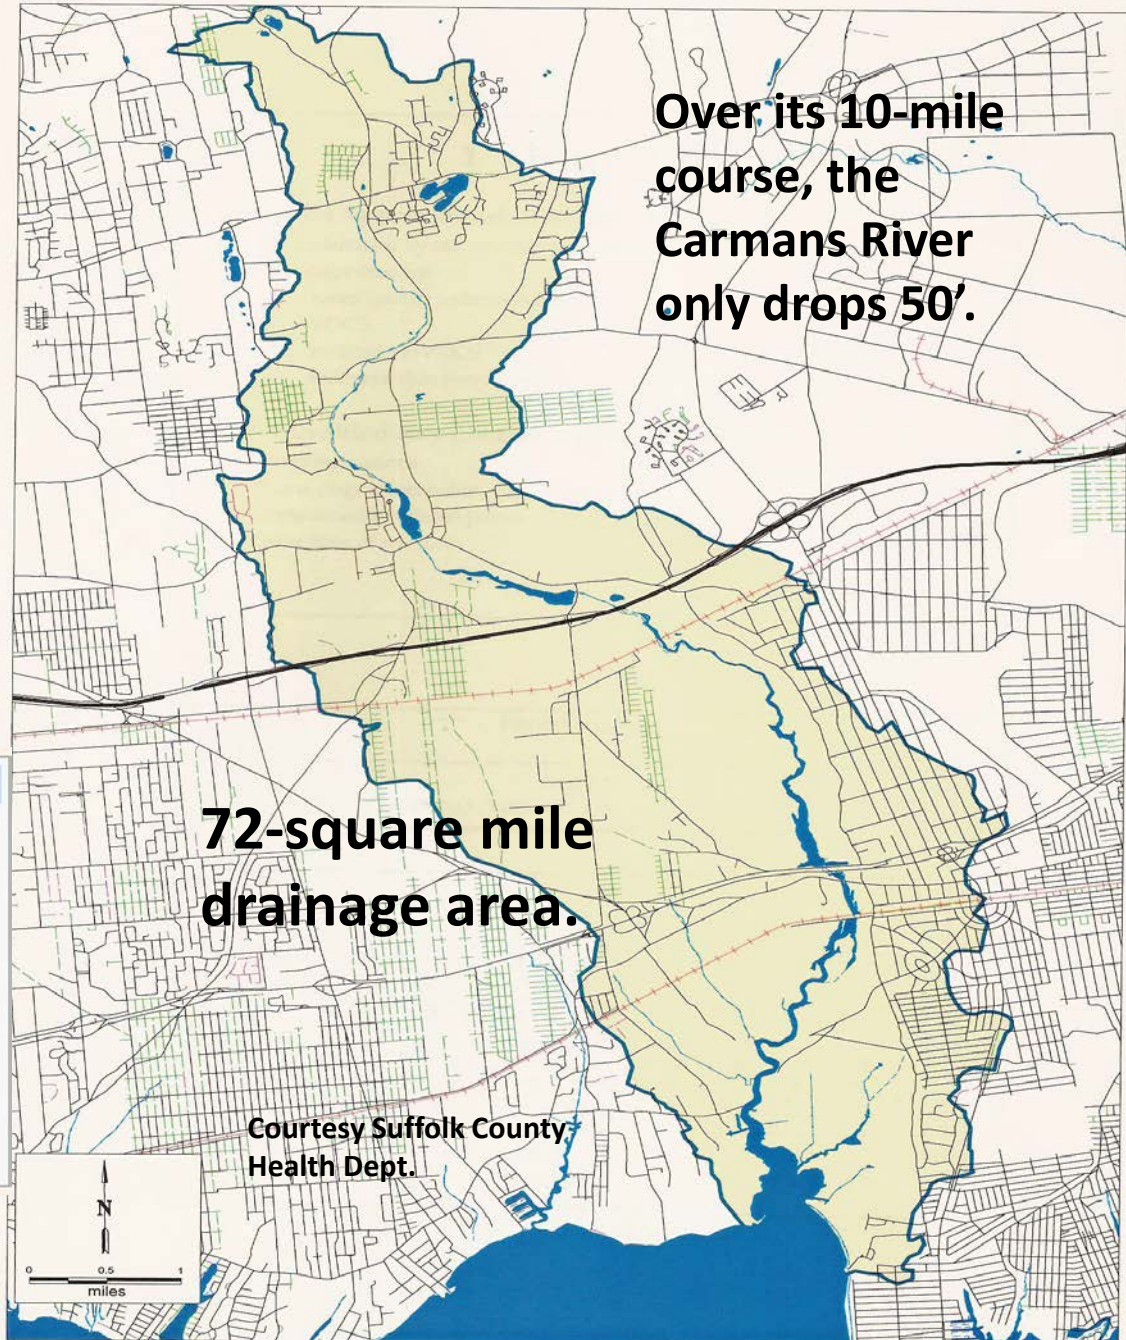 Over its 10-mile
course, the
Carmans River
only drops 50’.
72-square mile
drainage area.
Courtesy Suffolk County
Health Dept.
N
0 0.5 1
miles